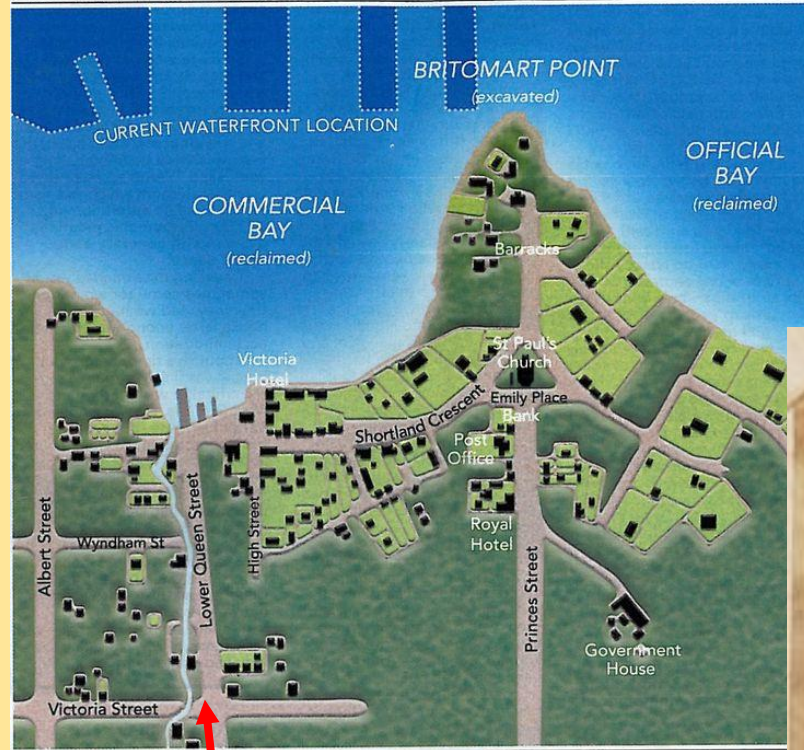 BRITOMART POINT
(excavated)
CURRENT WATERFRONT LOCATION
OFFICIAL
BAY
(reclaimed)
COMMERCIAL
BAY
(reclaimed)
Barracks
St Paul's
Church
Victoria
Hotel
Emily Place
Bank
Shortland Crescent
Post
Office
Royal
Hotel
High Street
Lower Queen Street
Albert Street
Wyndham St
Princes Street
Government
House
Victoria Street